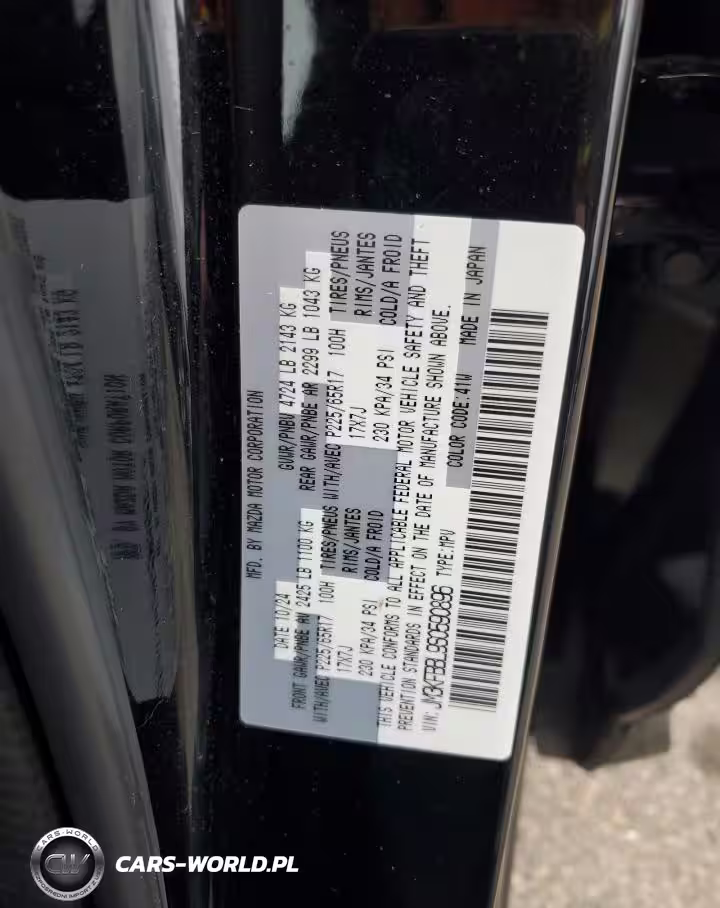 MFD. BY MAZDA MOTOR CORPORATION
DATE 10/24 GVWR/PNBV 4724 LB 2143 KG
FRONT GAWR/PNBE AV 2425 LB 1100 KG REAR GAWR/PNBE AR 2299 LB 1043 KG
WITH/AVEC P225/65R17 100H TIRES/PNEUS WITH/AVEC P225/65R17 100H TIRES/PNEUS
17X7J RIMS/JANTES 17X7J RIMS/JANTES
230 KPA/34 PSI COLD/A FROID 230 KPA/34 PSI COLD/A FROID
THIS VEHICLE CONFORMS TO ALL APPLICABLE FEDERAL MOTOR VEHICLE SAFETY AND THEFT
PREVENTION STANDARDS IN EFFECT ON THE DATE OF MANUFACTURE SHOWN ABOVE.
VIN: JM3KFBBL9S0590896 TYPE:MPV COLOR CODE:41W MADE IN JAPAN
CARS-WORLD
CW
CARS-WORLD.PL